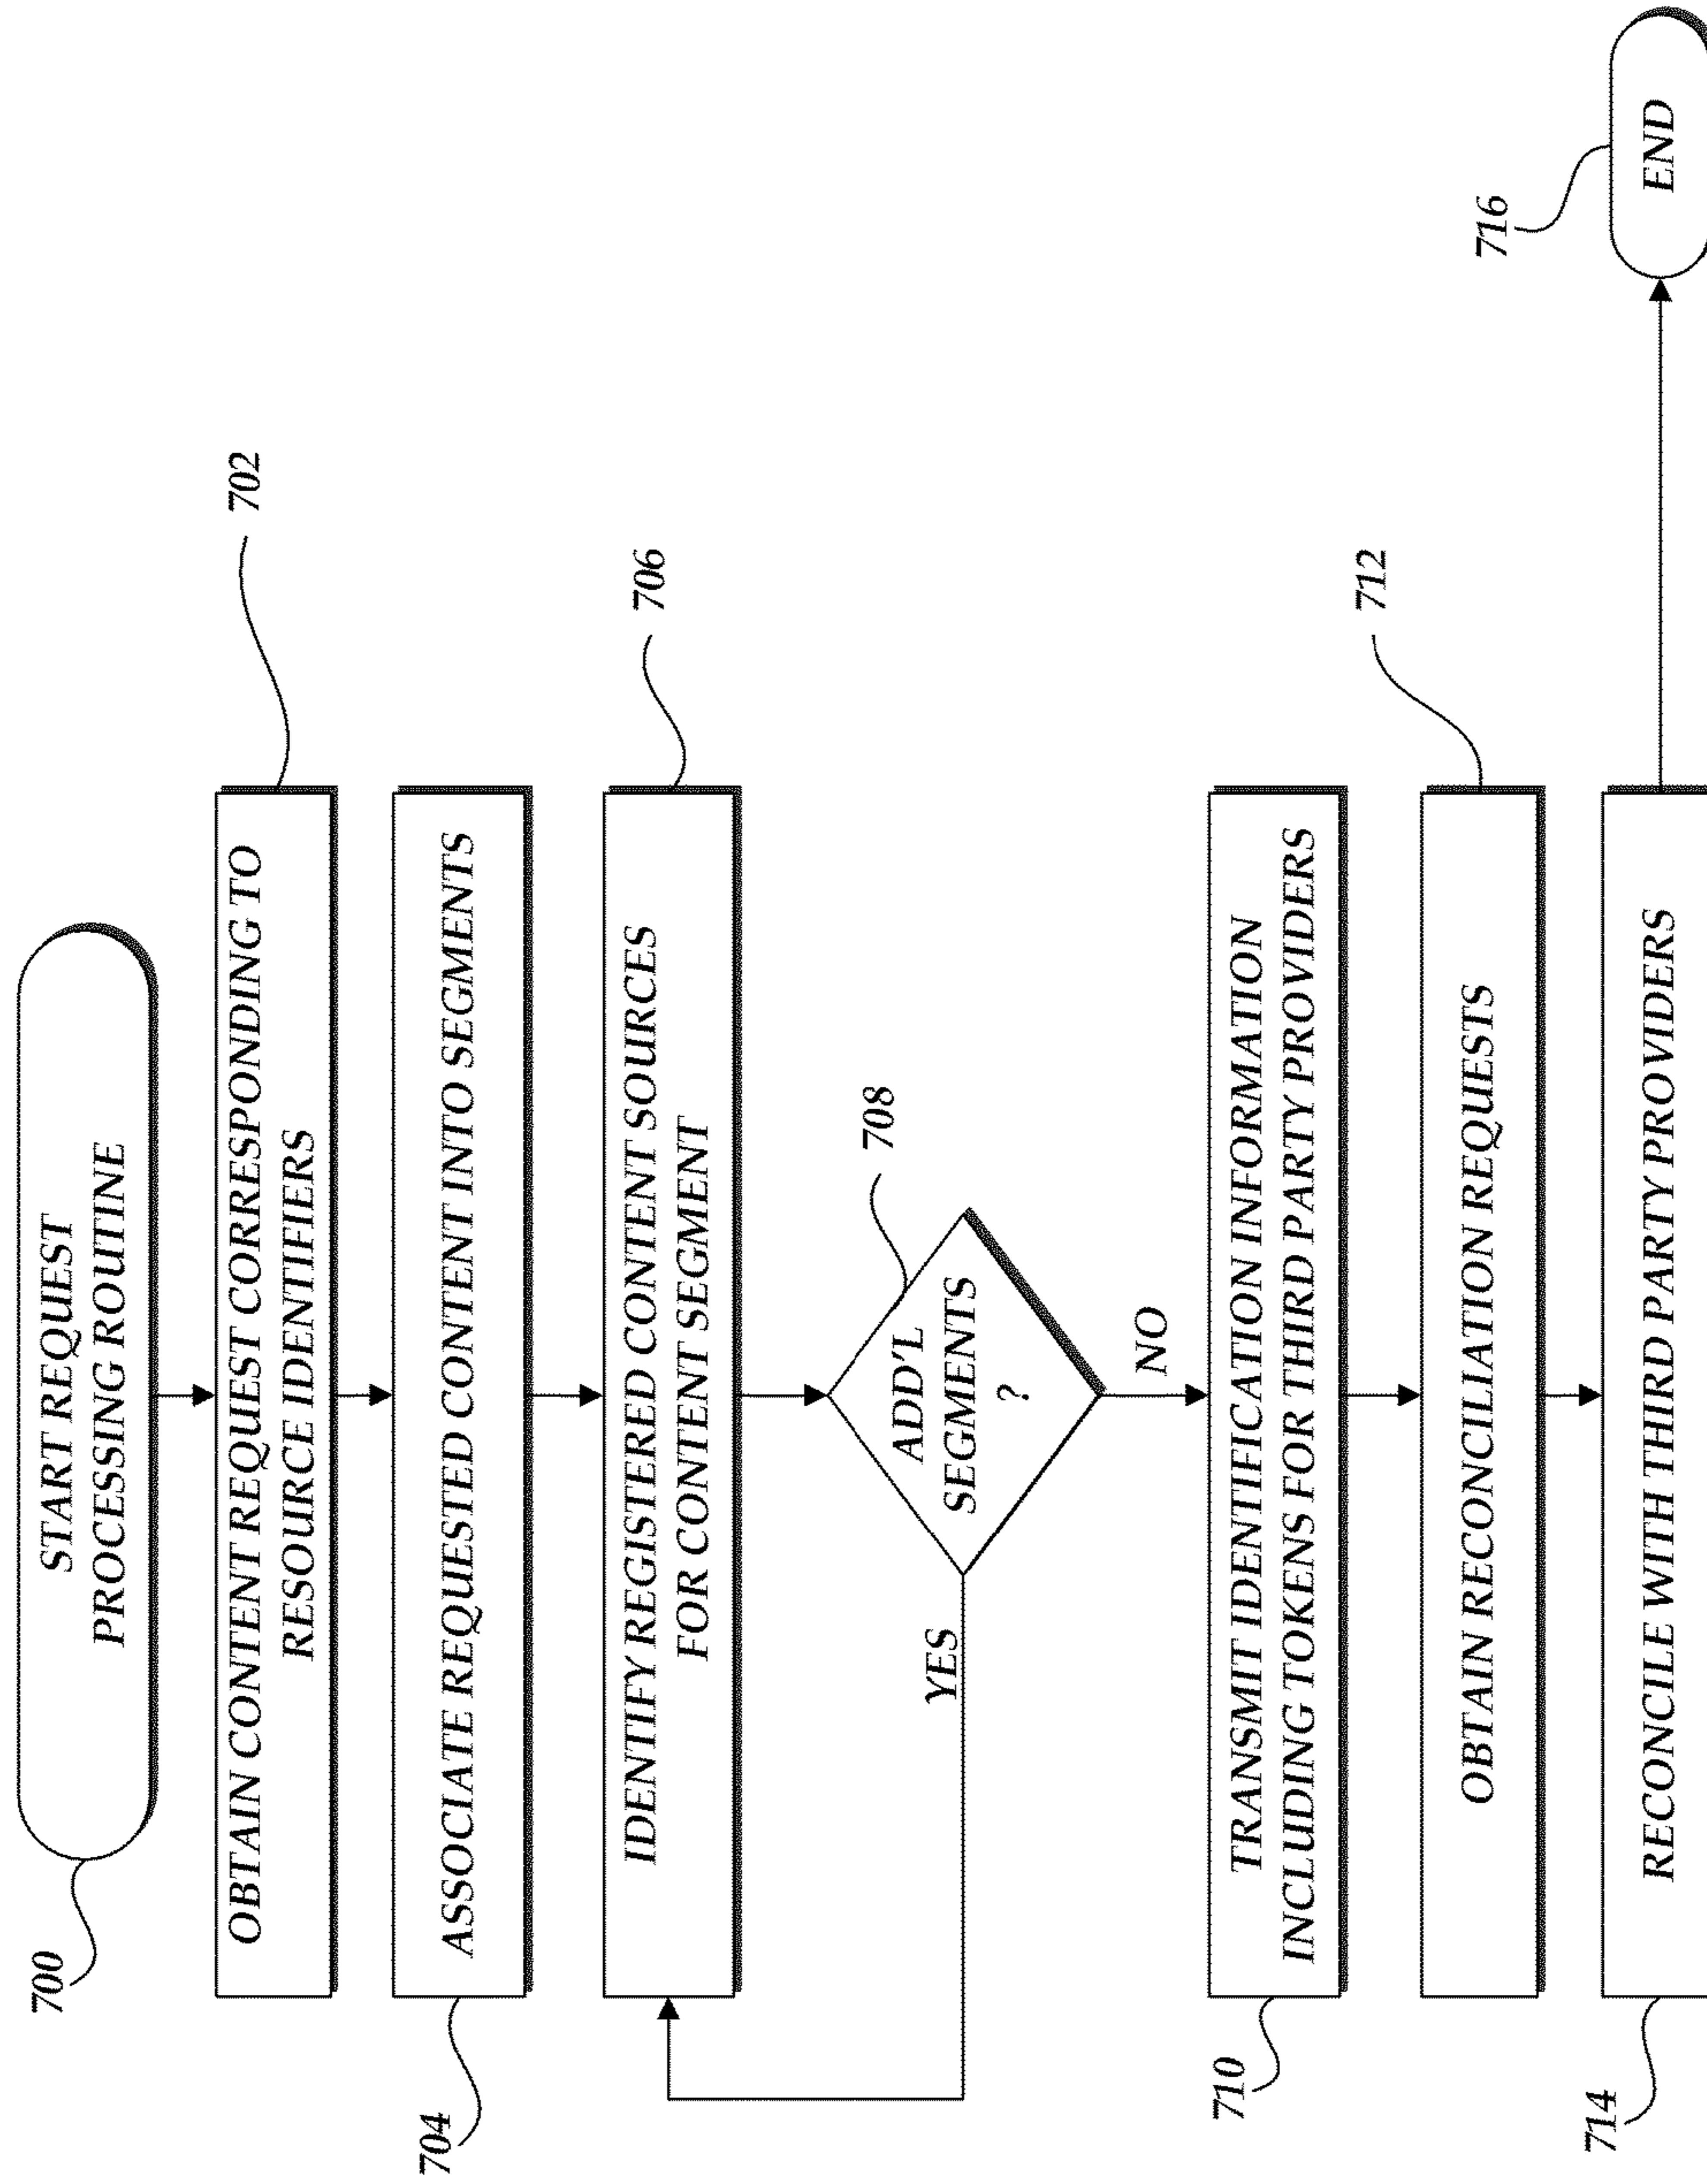 700
START REQUEST
PROCESSING ROUTINE
702
OBTAIN CONTENT REQUEST CORRESPONDING TO
RESOURCE IDENTIFIERS
704
ASSOCIATE REQUESTED CONTENT INTO SEGMENTS
706
IDENTIFY REGISTERED CONTENT SOURCES
FOR CONTENT SEGMENT
708
ADD'L
SEGMENTS
?
YES
NO
710
TRANSMIT IDENTIFICATION INFORMATION
INCLUDING TOKENS FOR THIRD PARTY PROVIDERS
712
OBTAIN RECONCILLIATION REQUESTS
714
RECONCILE WITH THIRD PARTY PROVIDERS
716
END